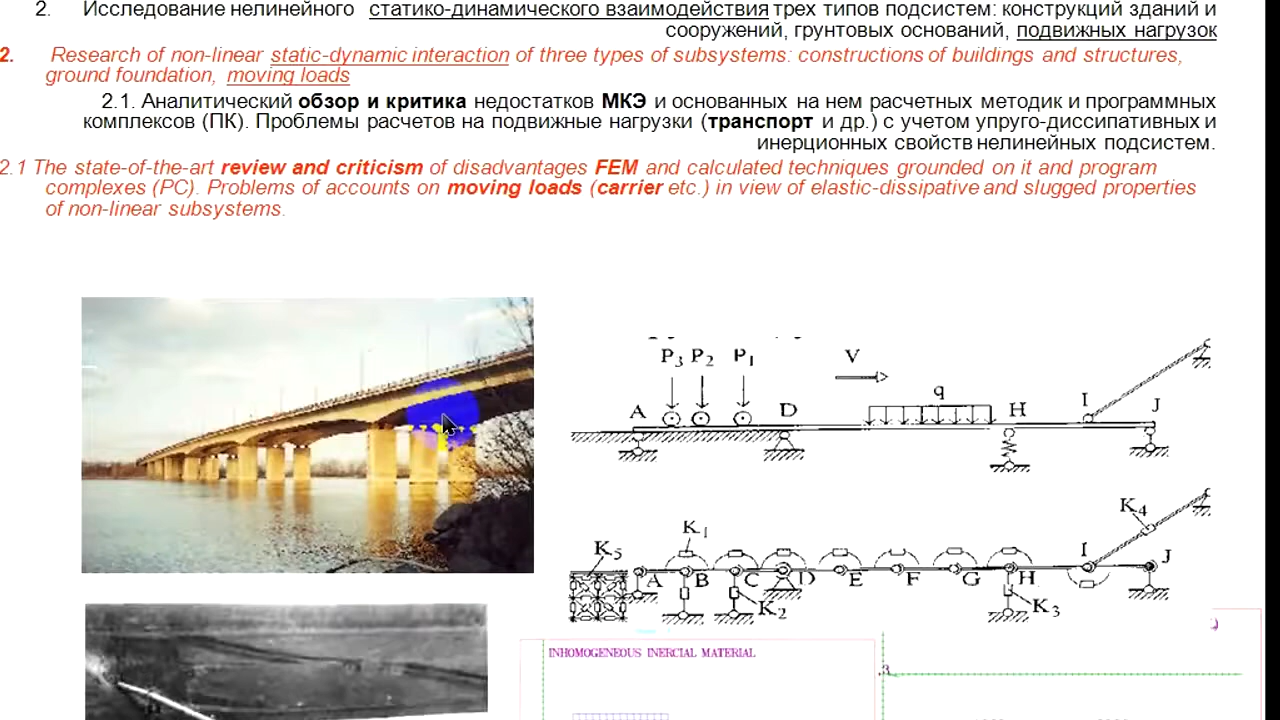 2. Исследование нелинейного статико-динамического взаимодействия трех типов подсистем: конструкций зданий и
сооружений, грунтовых оснований, подвижных нагрузок
2. Research of non-linear static-dynamic interaction of three types of subsystems: constructions of buildings and structures,
ground foundation, moving loads
2.1. Аналитический обзор и критика недостатков МКЭ и основанных на нем расчетных методик и программных
комплексов (ПК). Проблемы расчетов на подвижные нагрузки (транспорт и др.) с учетом упруго-диссипативных и
инерционных свойств нелинейных подсистем.
2.1 The state-of-the-art review and criticism of disadvantages FEM and calculated techniques grounded on it and program
complexes (PC). Problems of accounts on moving loads (carrier etc.) in view of elastic-dissipative and slugged properties
of non-linear subsystems.
P3 P2 P1 V
q
A D H I J
K4
K1
K5 I J
A B C D E F G H
K2 K3
INHOMOGENEOUS INERCIAL MATERIAL